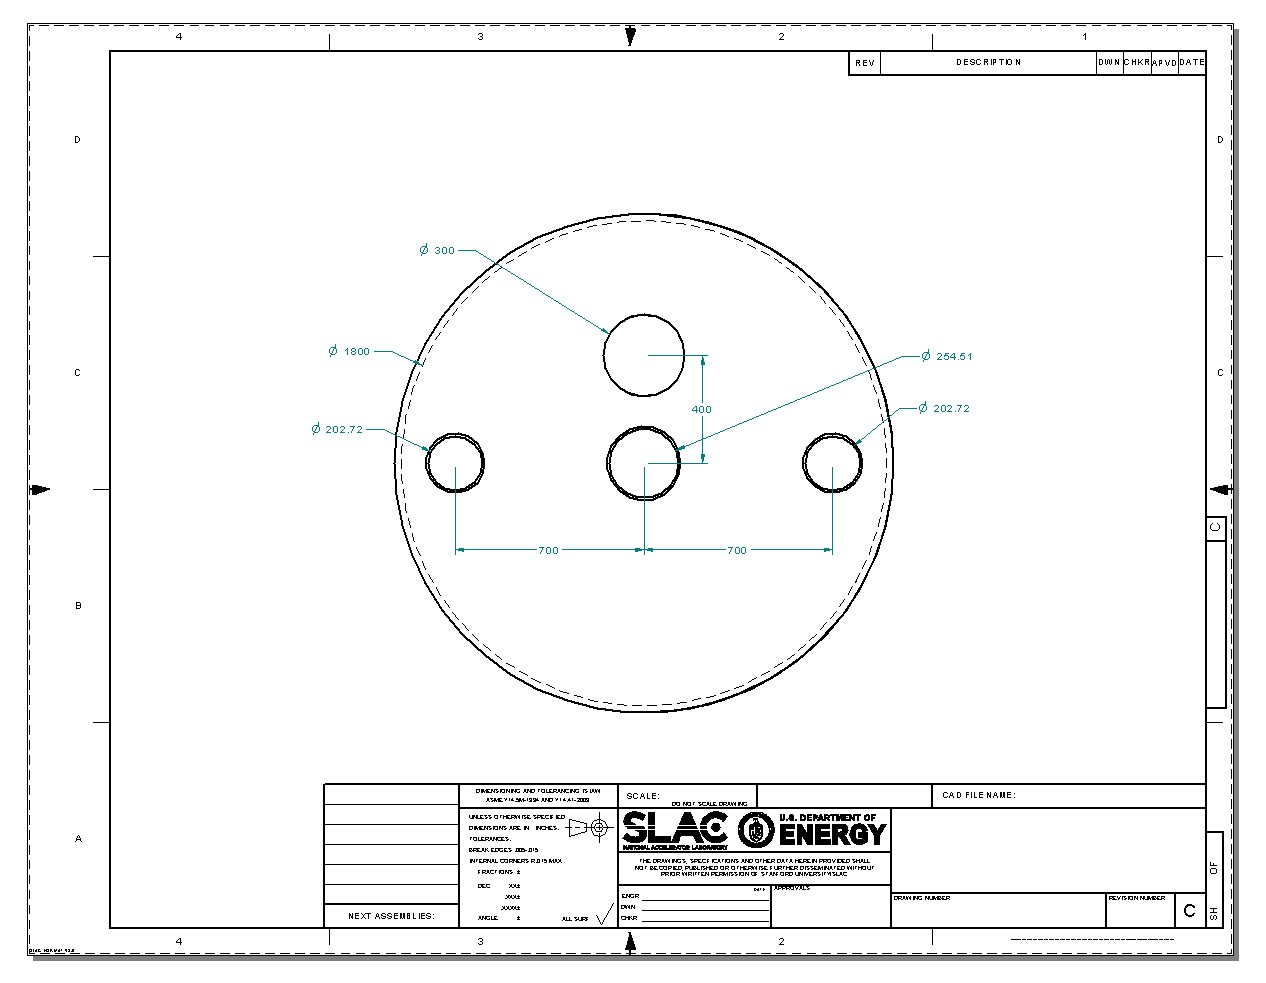 4 3 2 1
REV DESCRIPTION DWN CHKR APVD DATE
D D
Ø 300
Ø 1800
Ø 254.51
C C
Ø 202.72
400
Ø 202.72
700 700
C
B
DIMENSIONING AND TOLERANCING IS IAW
ASME Y14.5M-1994 AND Y14.41-2003
SCALE:
DO NOT SCALE DRAWING
CAD FILE NAME:
UNLESS OTHERWISE SPECIFIED
DIMENSIONS ARE IN INCHES.
TOLERANCES:
BREAK EDGES .005-.015
INTERNAL CORNERS R.015 MAX
FRACTIONS ±
DEC .XX±
.XXX±
.XXXX±
ANGLE ±
ALL SURF
SLAC
NATIONAL ACCELERATOR LABORATORY
U.S. DEPARTMENT OF
ENERGY
THE DRAWINGS, SPECIFICATIONS AND OTHER DATA HEREIN PROVIDED SHALL
NOT BE COPIED, PUBLISHED OR OTHERWISE FURTHER DISSEMINATED WITHOUT
PRIOR WRITTEN PERMISSION OF STANFORD UNIVERSITY/SLAC
A
DATE APPROVALS
ENGR
DWN
CHKR
DRAWING NUMBER
REVISION NUMBER
C
SH OF
NEXT ASSEMBLIES:
4 3 2